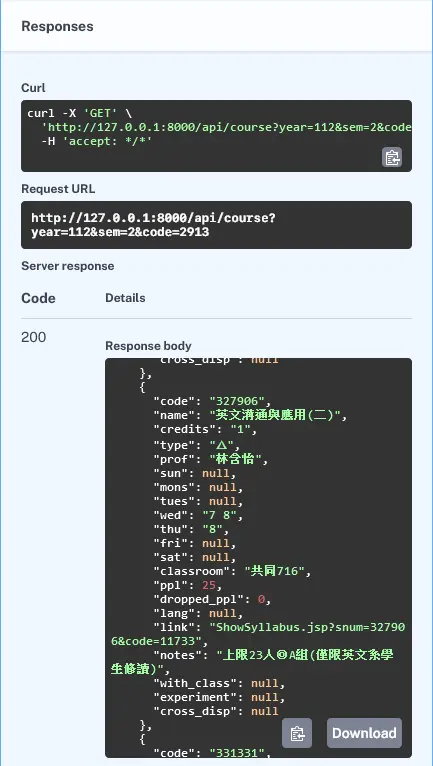 Responses
Curl
curl -X 'GET' \
'http://127.0.0.1:8000/api/course?year=112&sem=2&code
-H 'accept: */*'
Request URL
http://127.0.0.1:8000/api/course?
year=112&sem=2&code=2913
Server response
Code Details
200
Response body
"cross_disp": null
},
{
"code": "327906",
"name": "英文溝通與應用(二)",
"credits": "1",
"type": "△",
"prof": "林含怡",
"sun": null,
"mons": null,
"tues": null,
"wed": "7 8",
"thu": "8",
"fri": null,
"sat": null,
"classroom": "共同716",
"ppl": 25,
"dropped_ppl": 0,
"lang": null,
"link": "ShowSyllabus.jsp?snum=32790
6&code=11733",
"notes": "上限23人◎A組(僅限英文系學
生修讀)",
"with_class": null,
"experiment": null,
"cross_disp": null
},
{
"code": "331331",
Download